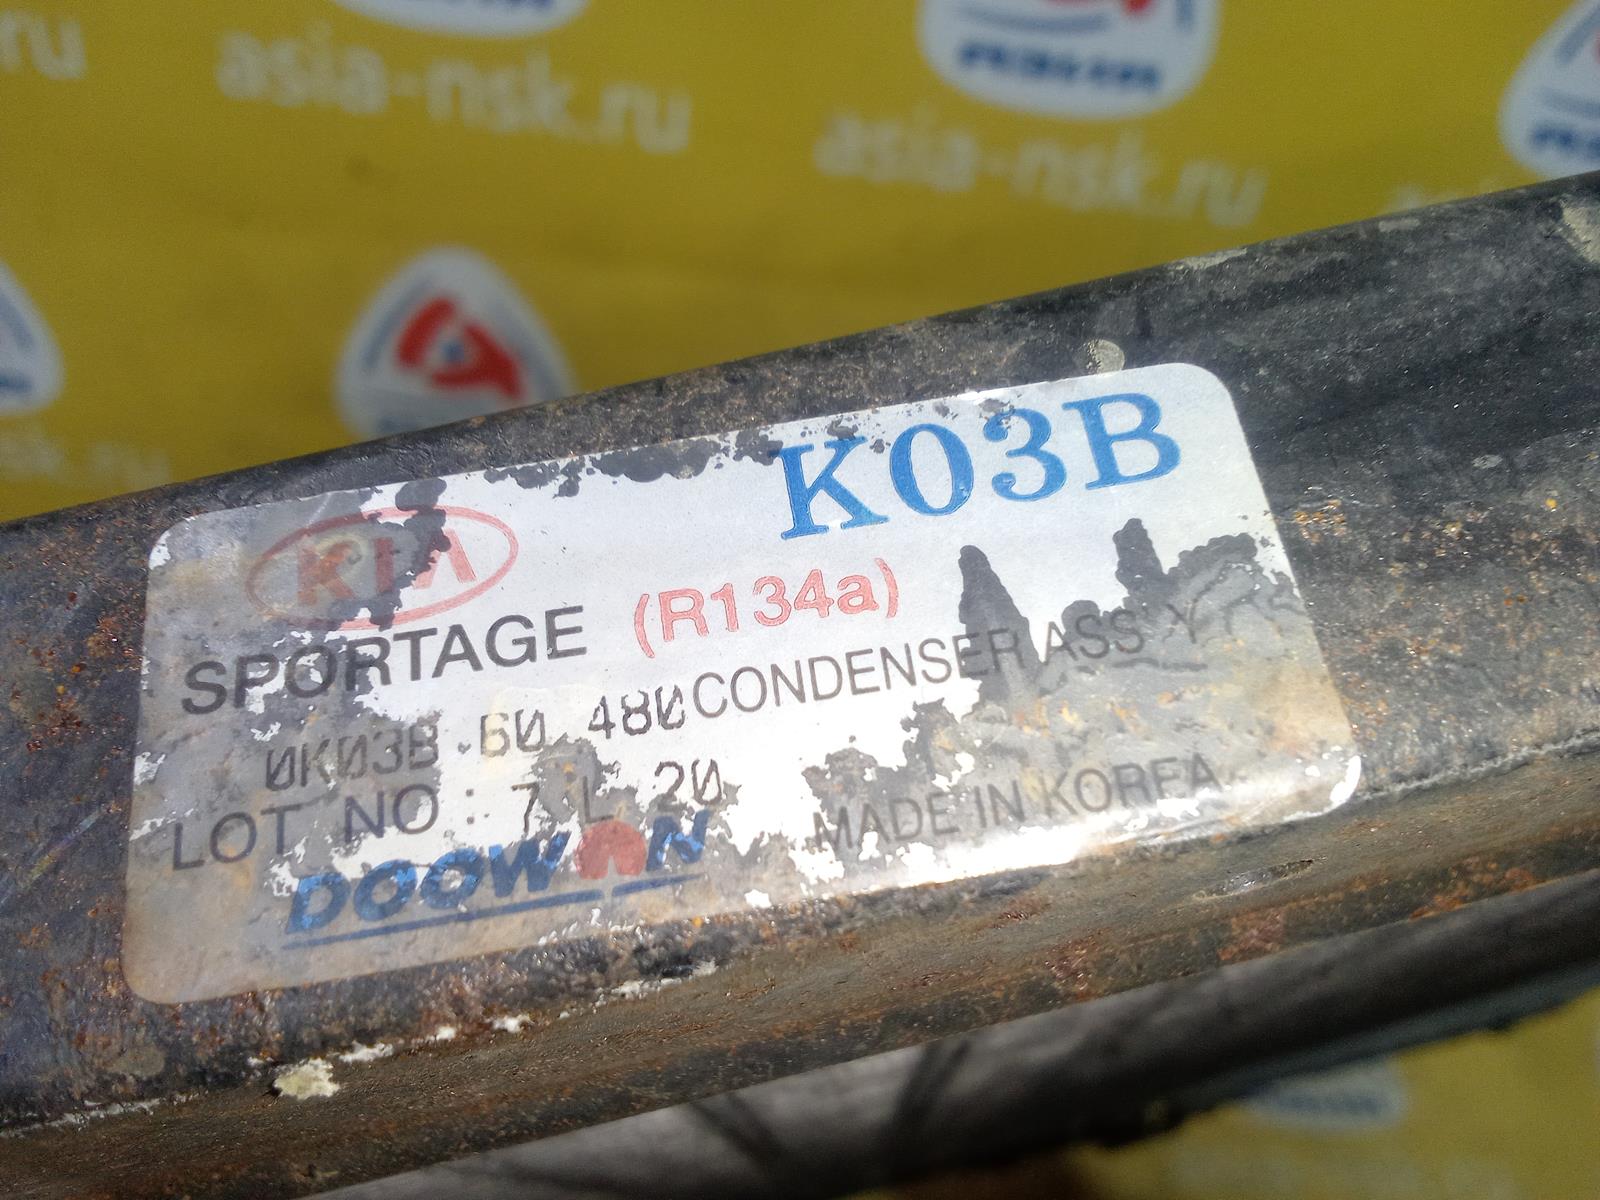 asia-nsk.ru
asia-nsk.ru
K03B
KIA
SPORTAGE (R134a)
0K03B 60 480 CONDENSER ASS Y
LOT NO : 7 L 20
DOOWON MADE IN KOREA